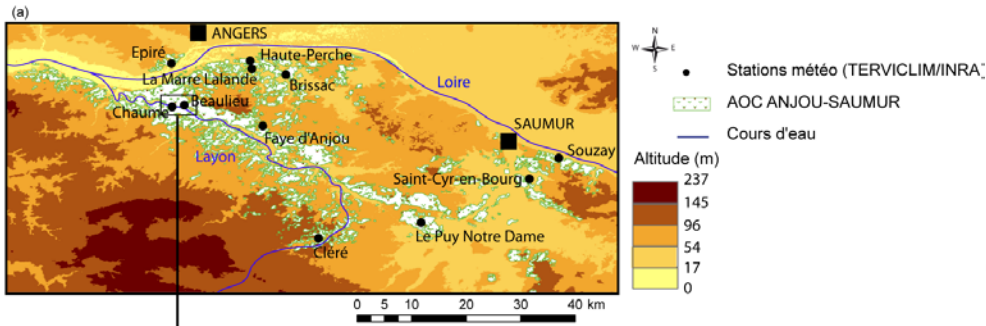 (a)
ANGERS
Epiré
Haute-Perche
La Marre Lalande
Brissac
Beaulieu
Chaume
Loire
Faye d'Anjou
Layon
SAUMUR
Souzay
Saint-Cyr-en-Bourg
Le Puy Notre Dame
Cléré
0 5 10 20 30 40 km
N
W E
S
Stations météo (TERVICLIM/INRA)
AOC ANJOU-SAUMUR
Cours d'eau
Altitude (m)
237
145
96
54
17
0